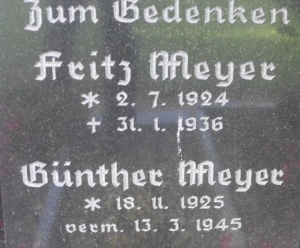 Zum Gedenken
Fritz Meyer
* 2. 7. 1924
† 31. 1. 1936
Günther Meyer
* 18. 11. 1925
verm. 13. 3. 1945